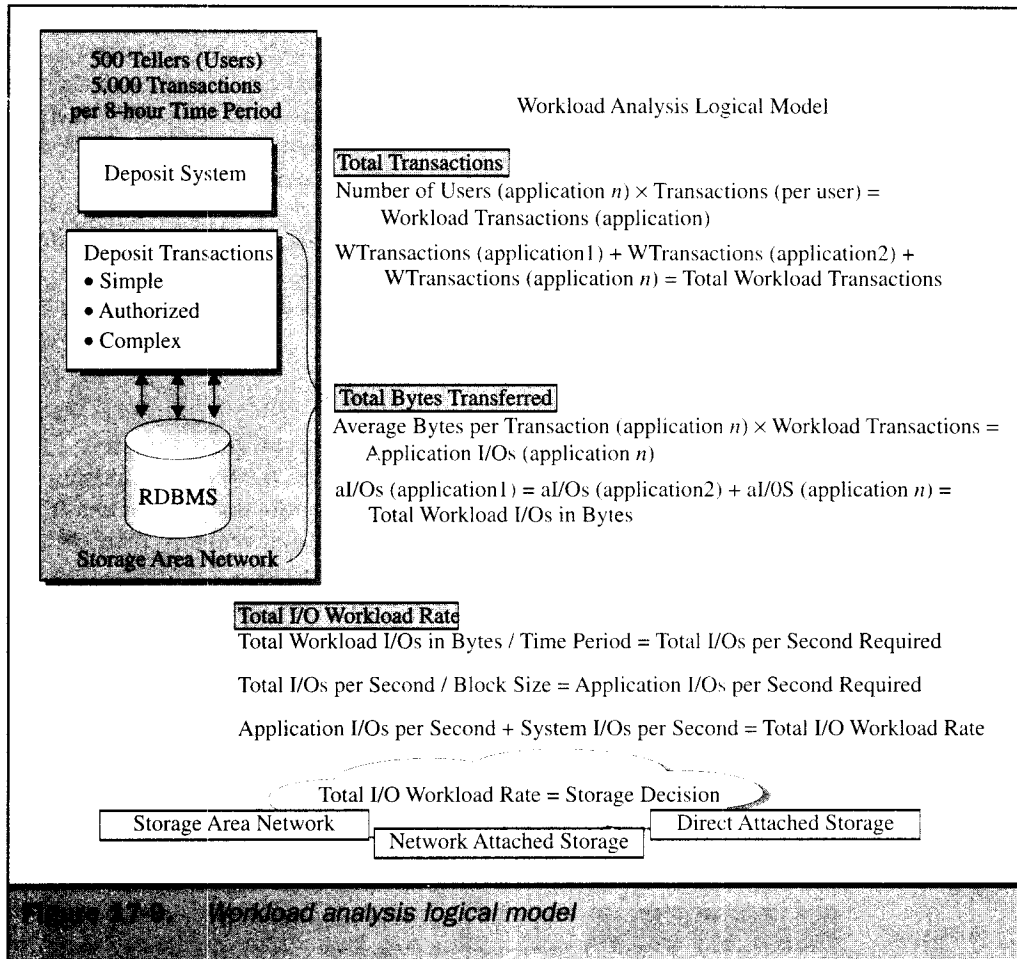 500 Tellers (Users)
5,000 Transactions
per 8-hour Time Period
Deposit System
Deposit Transactions
• Simple
• Authorized
• Complex
RDBMS
Storage Area Network
Workload Analysis Logical Model
Total Transactions
Number of Users (application n) × Transactions (per user) =
Workload Transactions (application)
WTransactions (application1) + WTransactions (application2) +
WTransactions (application n) = Total Workload Transactions
Total Bytes Transferred
Average Bytes per Transaction (application n) × Workload Transactions =
Application I/Os (application n)
aI/Os (application1) = aI/Os (application2) + aI/0S (application n) =
Total Workload I/Os in Bytes
Total I/O Workload Rate
Total Workload I/Os in Bytes / Time Period = Total I/Os per Second Required
Total I/Os per Second / Block Size = Application I/Os per Second Required
Application I/Os per Second + System I/Os per Second = Total I/O Workload Rate
Total I/O Workload Rate = Storage Decision
Storage Area Network
Network Attached Storage
Direct Attached Storage
Figure 17-9. Workload analysis logical model